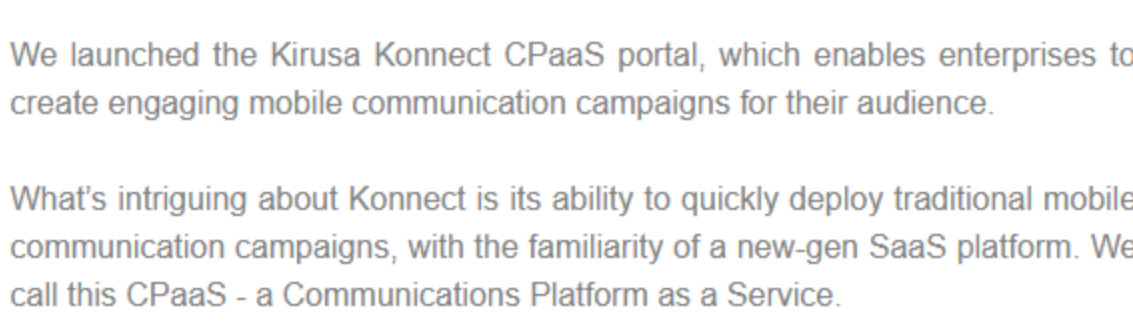 We launched the Kirusa Konnect CPaaS portal, which enables enterprises to
create engaging mobile communication campaigns for their audience.
What’s intriguing about Konnect is its ability to quickly deploy traditional mobile
communication campaigns, with the familiarity of a new-gen SaaS platform. We
call this CPaaS - a Communications Platform as a Service.